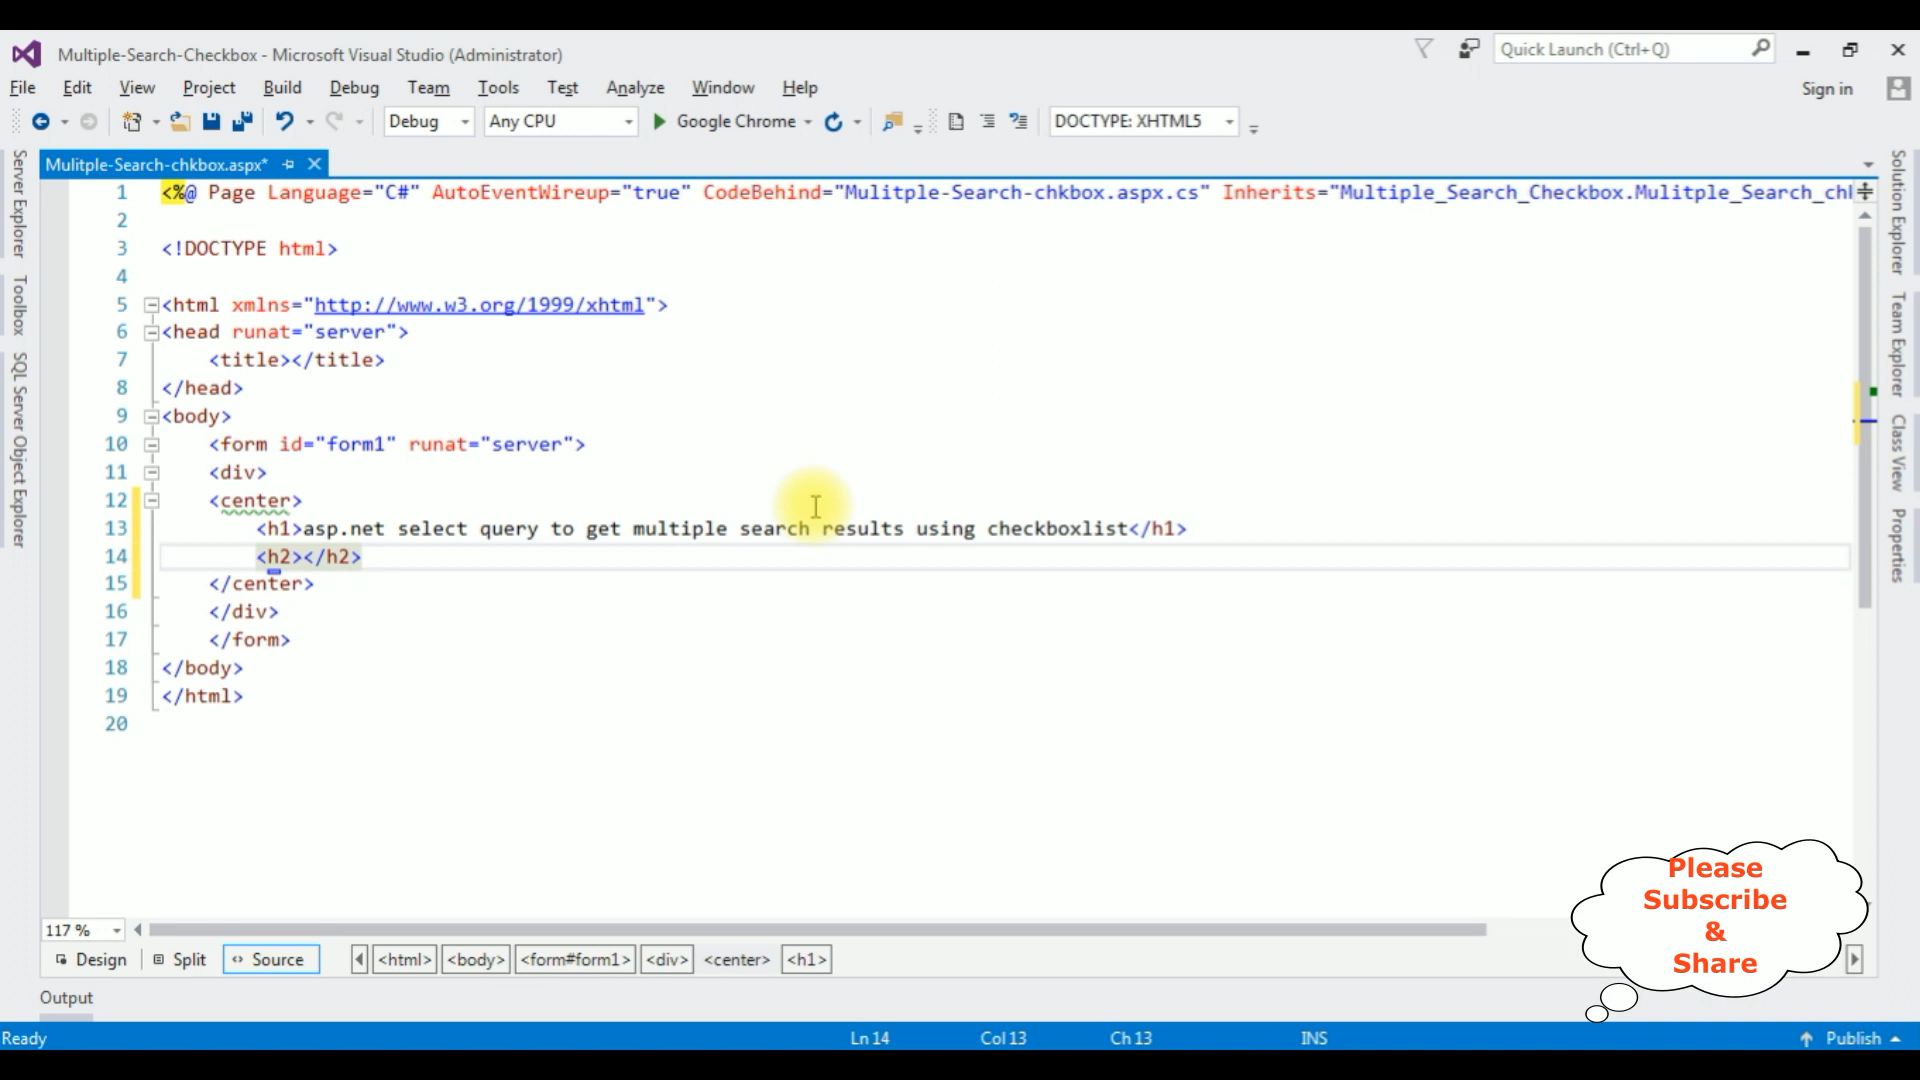 Multiple-Search-Checkbox - Microsoft Visual Studio (Administrator)
Quick Launch (Ctrl+Q)
File Edit View Project Build Debug Team Tools Test Analyze Window Help
Sign in
Debug Any CPU Google Chrome DOCTYPE: XHTML5
Server Explorer
Toolbox
SQL Server Object Explorer
Mulitple-Search-chkbox.aspx*
1 <%@ Page Language="C#" AutoEventWireup="true" CodeBehind="Mulitple-Search-chkbox.aspx.cs" Inherits="Multiple_Search_Checkbox.Mulitple_Search_chk
2
3 <!DOCTYPE html>
4
5 <html xmlns="http://www.w3.org/1999/xhtml">
6 <head runat="server">
7 <title></title>
8 </head>
9 <body>
10 <form id="form1" runat="server">
11 <div>
12 <center>
13 <h1>asp.net select query to get multiple search results using checkboxlist</h1>
14 <h2></h2>
15 </center>
16 </div>
17 </form>
18 </body>
19 </html>
20
Solution Explorer
Team Explorer
Class View
Properties
Please
Subscribe
&
Share
117 %
Design Split Source <html> <body> <form#form1> <div> <center> <h1>
Output
Ready Ln 14 Col 13 Ch 13 INS Publish